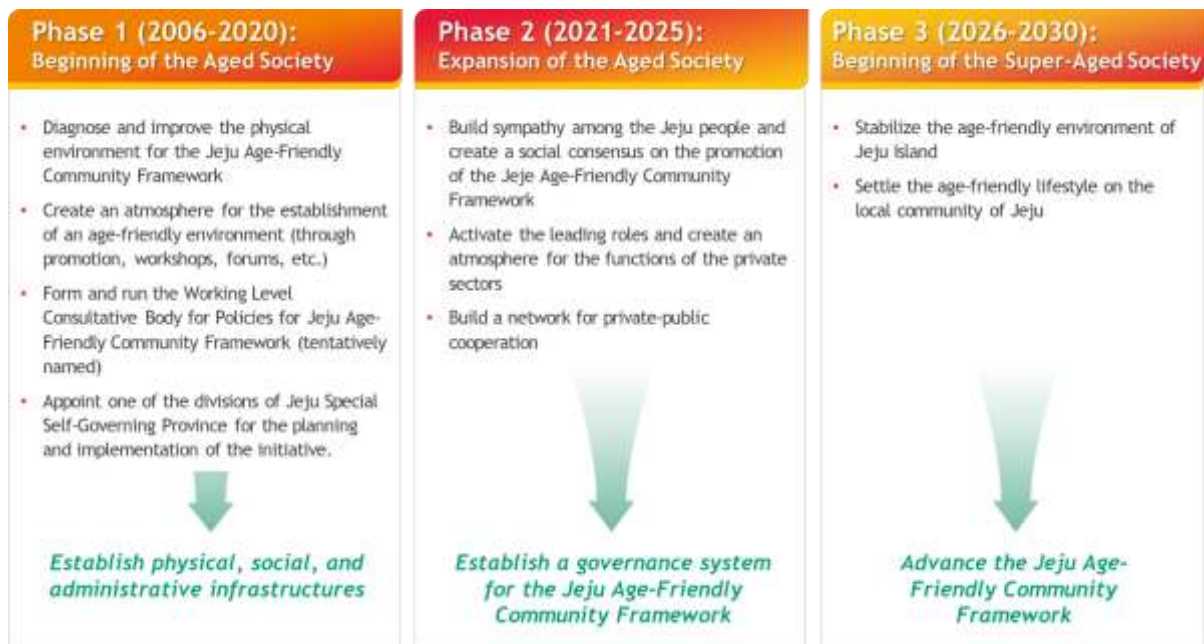 Phase 1 (2006-2020):
Beginning of the Aged Society
• Diagnose and improve the physical
environment for the Jeju Age-Friendly
Community Framework
• Create an atmosphere for the establishment
of an age-friendly environment (through
promotion, workshops, forums, etc.)
• Form and run the Working Level
Consultative Body for Policies for Jeju Age-
Friendly Community Framework (tentatively
named)
• Appoint one of the divisions of Jeju Special
Self-Governing Province for the planning
and implementation of the initiative.
Establish physical, social, and
administrative infrastructures
Phase 2 (2021-2025):
Expansion of the Aged Society
• Build sympathy among the Jeju people and
create a social consensus on the promotion
of the Jeje Age-Friendly Community
Framework
• Activate the leading roles and create an
atmosphere for the functions of the private
sectors
• Build a network for private-public
cooperation
Establish a governance system
for the Jeju Age-Friendly
Community Framework
Phase 3 (2026-2030):
Beginning of the Super-Aged Society
• Stabilize the age-friendly environment of
Jeju Island
• Settle the age-friendly lifestyle on the
local community of Jeju
Advance the Jeju Age-
Friendly Community
Framework